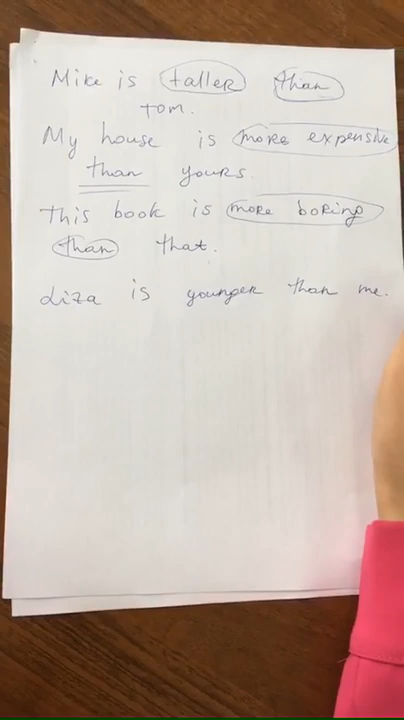 Mike is taller than
Tom.
My house is more expensive
than yours.
This book is more boring
than that.
Liza is younger than me.